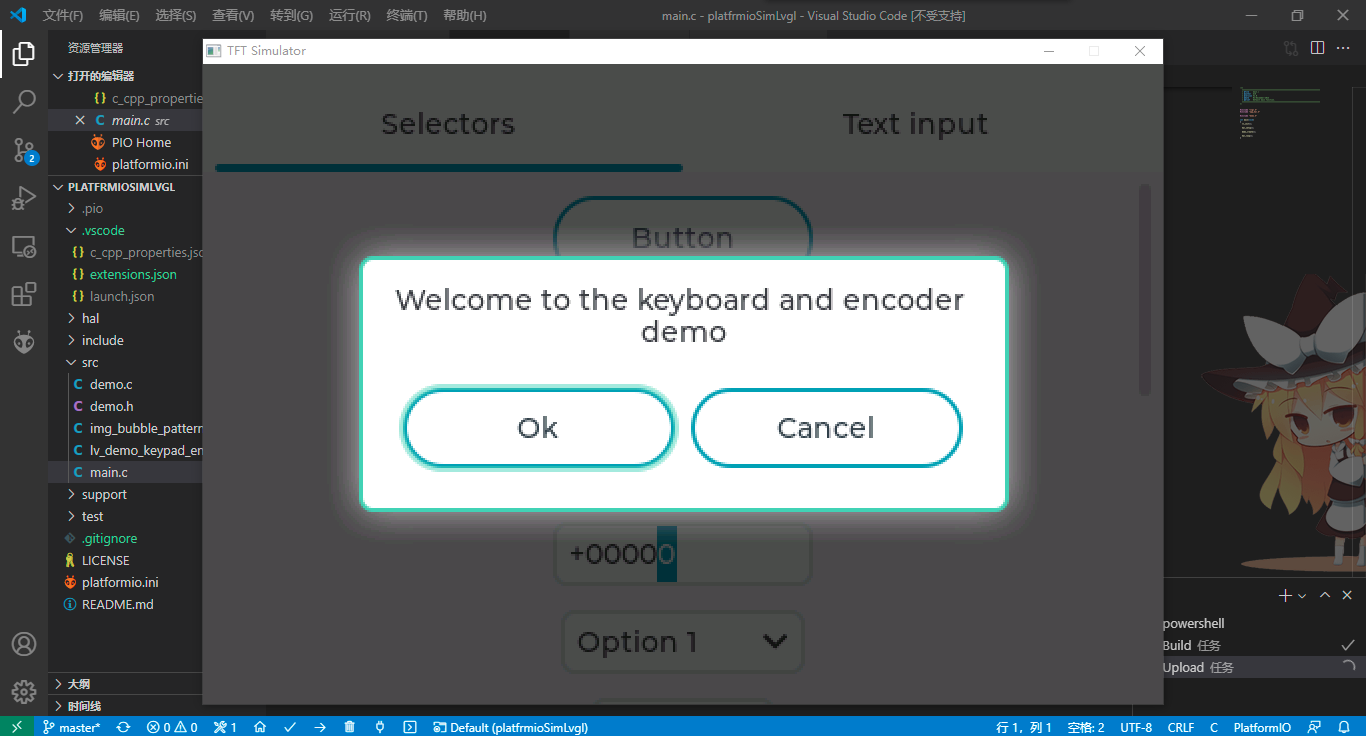 文件(F) 编辑(E) 选择(S) 查看(V) 转到(G) 运行(R) 终端(T) 帮助(H) main.c - platfrmioSimLvgl - Visual Studio Code [不受支持]
资源管理器
打开的编辑器
c_cpp_properties
main.c src
PIO Home
platformio.ini
PLATFRMIOSIMLVGL
.pio
.vscode
c_cpp_properties.jsc
extensions.json
launch.json
hal
include
src
demo.c
demo.h
img_bubble_pattern
lv_demo_keypad_en
main.c
support
test
.gitignore
LICENSE
platformio.ini
README.md
大纲
时间线
2
TFT Simulator
Selectors Text input
Button
Welcome to the keyboard and encoder
demo
Ok Cancel
+00000
Option 1
powershell
Build 任务
Upload 任务
master* 0 0 1 Default (platfrmioSimLvgl) 行 1，列 1 空格: 2 UTF-8 CRLF C PlatformIO